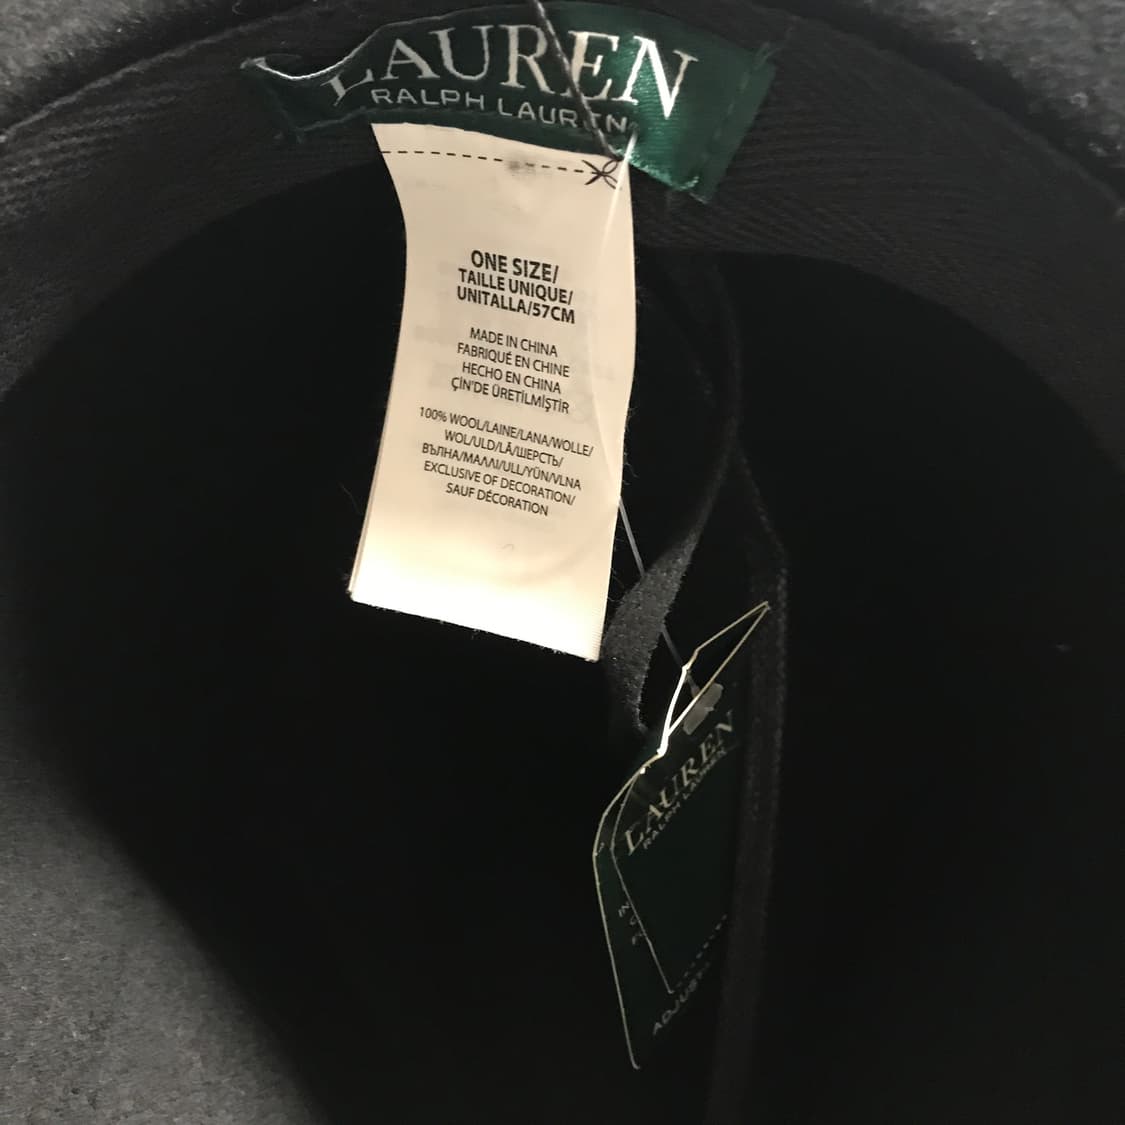 LAUREN
RALPH LAUREN
ONE SIZE/
TAILLE UNIQUE/
UNITALLA/57CM
MADE IN CHINA
FABRIQUÉ EN CHINE
HECHO EN CHINA
ÇİN'DE ÜRETİLMİŞTİR
100% WOOL/LAINE/LANA/WOLLE/
WOL/ULD/LÃ/ШЕРСТЬ/
ВЪЛНА/ΜΑΛΛΙ/ULL/YÜN/VLNA
EXCLUSIVE OF DECORATION/
SAUF DÉCORATION
LAUREN
RALPH LAUREN